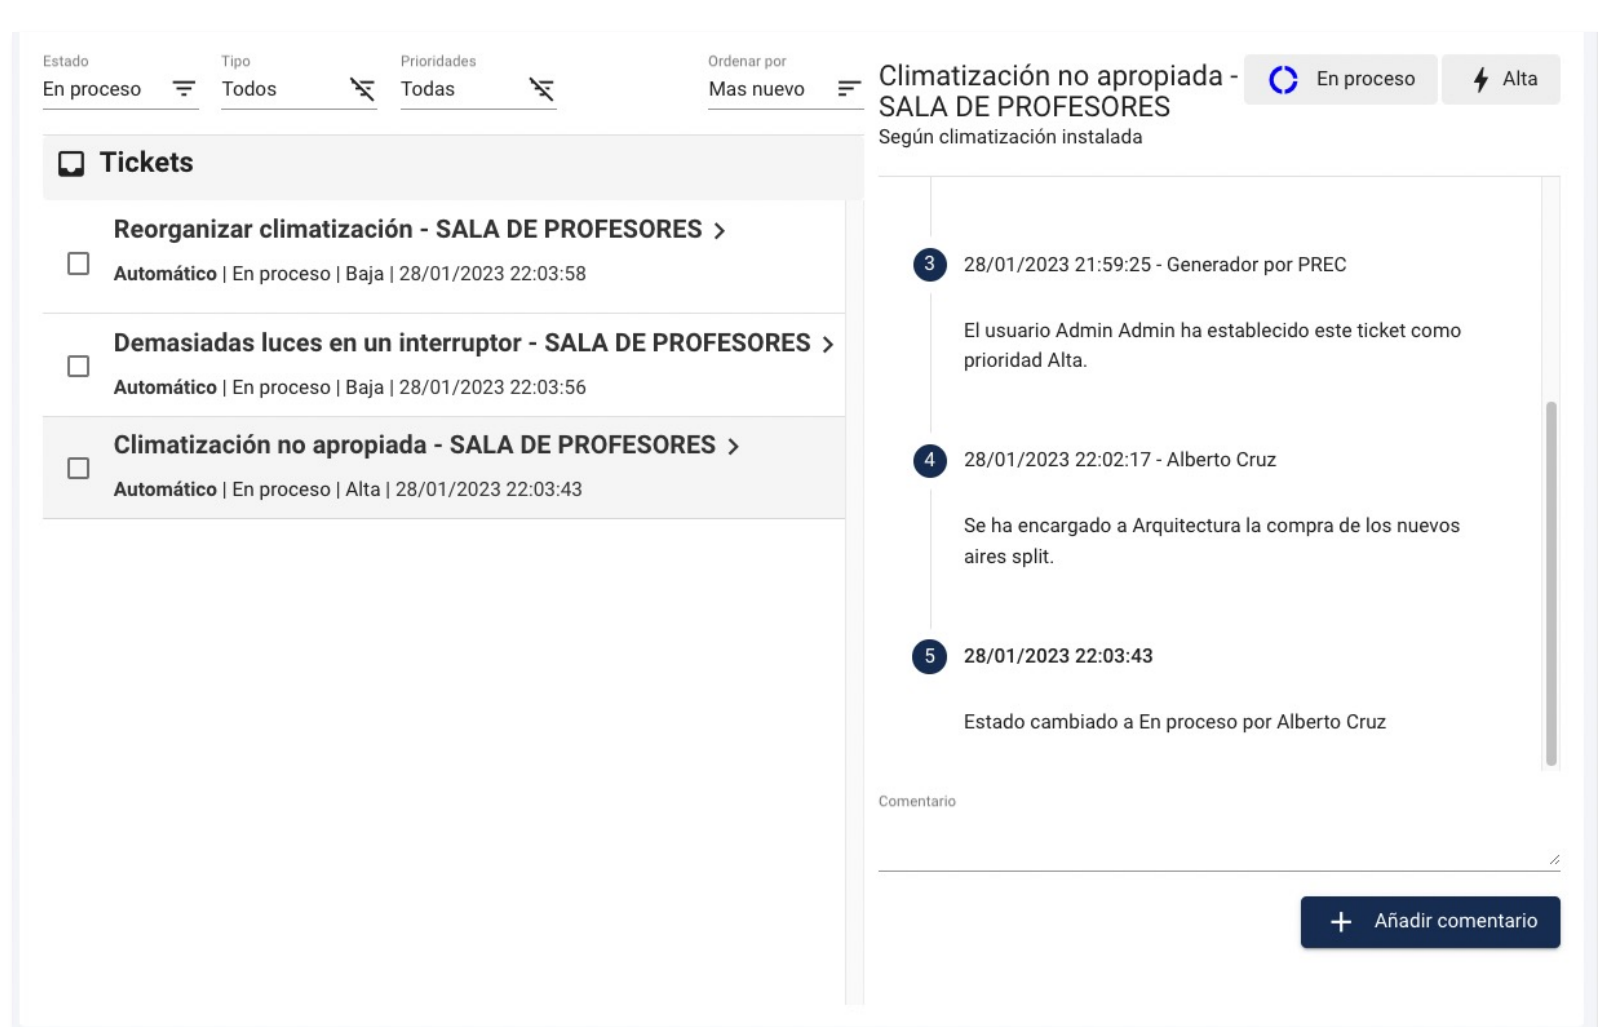 Estado
En proceso
Tipo
Todos
Prioridades
Todas
Ordenar por
Mas nuevo
Tickets
Reorganizar climatización - SALA DE PROFESORES
Automático | En proceso | Baja | 28/01/2023 22:03:58
Demasiadas luces en un interruptor - SALA DE PROFESORES
Automático | En proceso | Baja | 28/01/2023 22:03:56
Climatización no apropiada - SALA DE PROFESORES
Automático | En proceso | Alta | 28/01/2023 22:03:43
Climatización no apropiada -
SALA DE PROFESORES
Según climatización instalada
En proceso
Alta
3 28/01/2023 21:59:25 - Generador por PREC
El usuario Admin Admin ha establecido este ticket como
prioridad Alta.
4 28/01/2023 22:02:17 - Alberto Cruz
Se ha encargado a Arquitectura la compra de los nuevos
aires split.
5 28/01/2023 22:03:43
Estado cambiado a En proceso por Alberto Cruz
Comentario
Añadir comentario